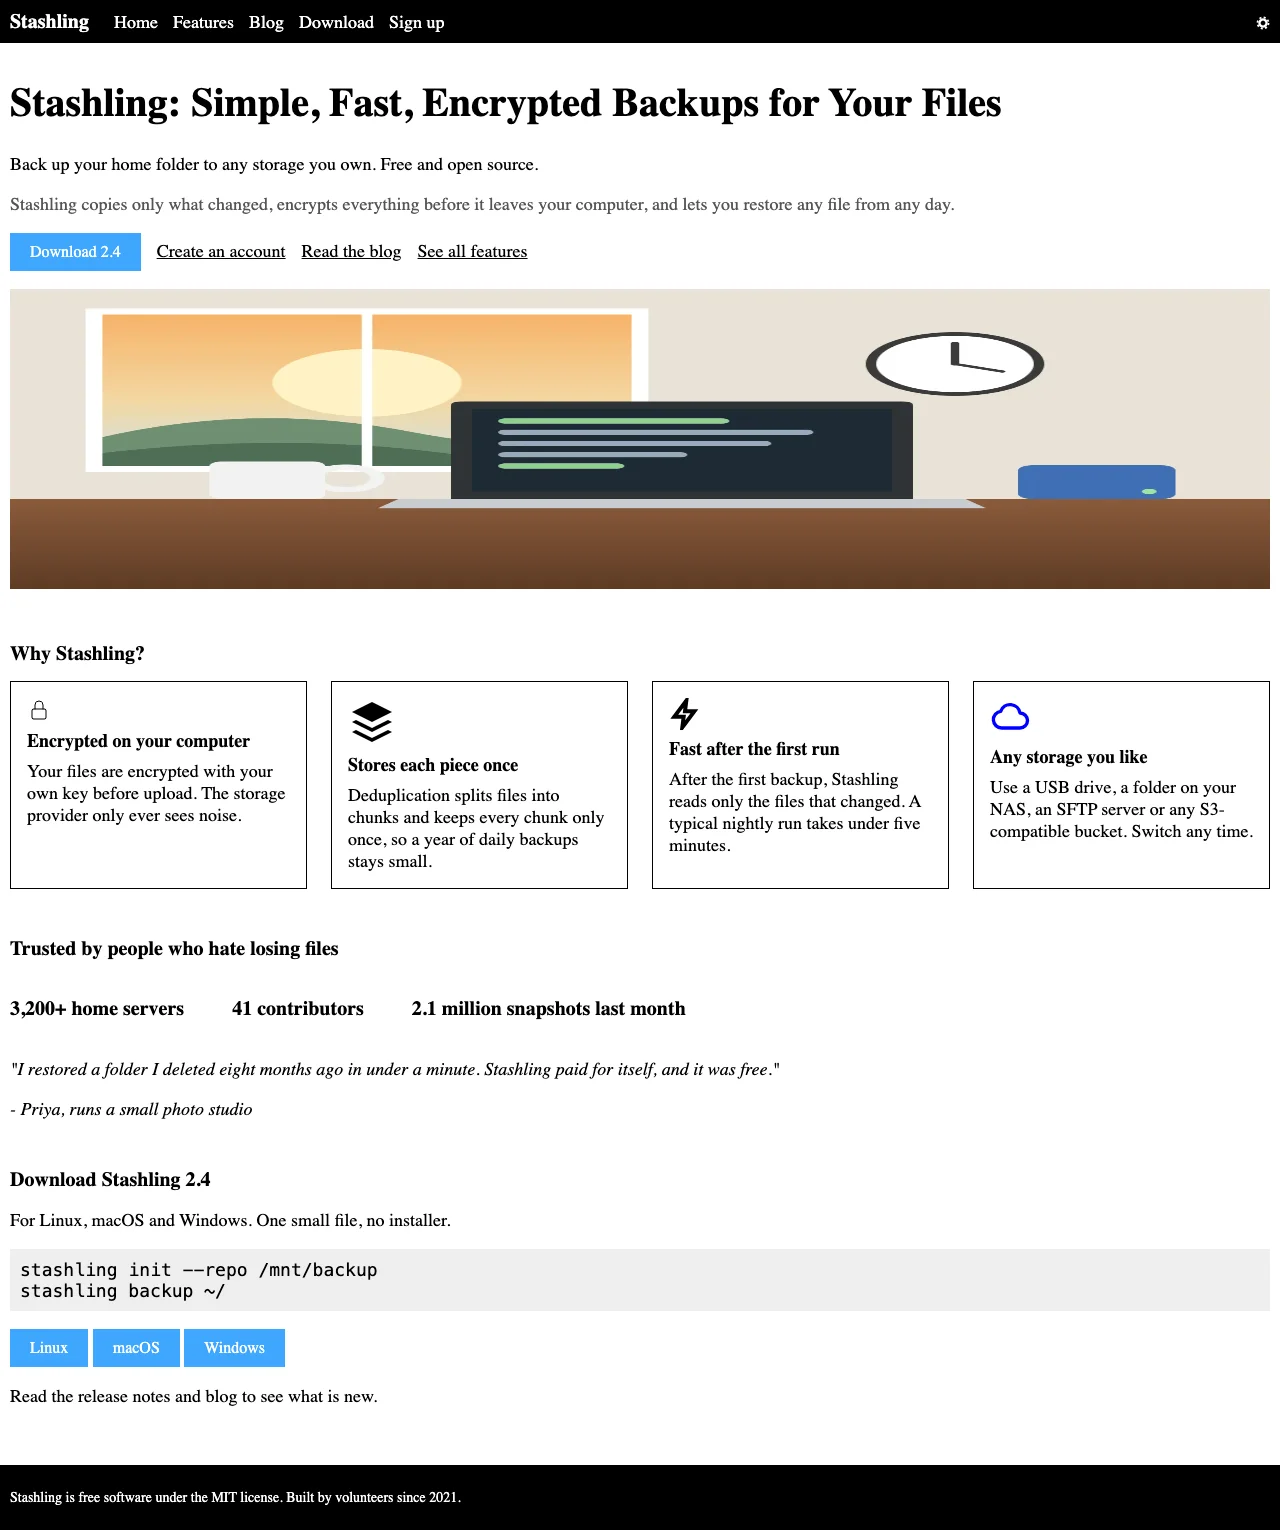 Stashling Home Features Blog Download Sign up
Stashling: Simple, Fast, Encrypted Backups for Your Files
Back up your home folder to any storage you own. Free and open source.
Stashling copies only what changed, encrypts everything before it leaves your computer, and lets you restore any file from any day.
Download 2.4 Create an account Read the blog See all features
Why Stashling?
Encrypted on your computer
Your files are encrypted with your
own key before upload. The storage
provider only ever sees noise.
Stores each piece once
Deduplication splits files into
chunks and keeps every chunk only
once, so a year of daily backups
stays small.
Fast after the first run
After the first backup, Stashling
reads only the files that changed. A
typical nightly run takes under five
minutes.
Any storage you like
Use a USB drive, a folder on your
NAS, an SFTP server or any S3-
compatible bucket. Switch any time.
Trusted by people who hate losing files
3,200+ home servers 41 contributors 2.1 million snapshots last month
"I restored a folder I deleted eight months ago in under a minute. Stashling paid for itself, and it was free."
- Priya, runs a small photo studio
Download Stashling 2.4
For Linux, macOS and Windows. One small file, no installer.
stashling init --repo /mnt/backup
stashling backup ~/
Linux macOS Windows
Read the release notes and blog to see what is new.
Stashling is free software under the MIT license. Built by volunteers since 2021.